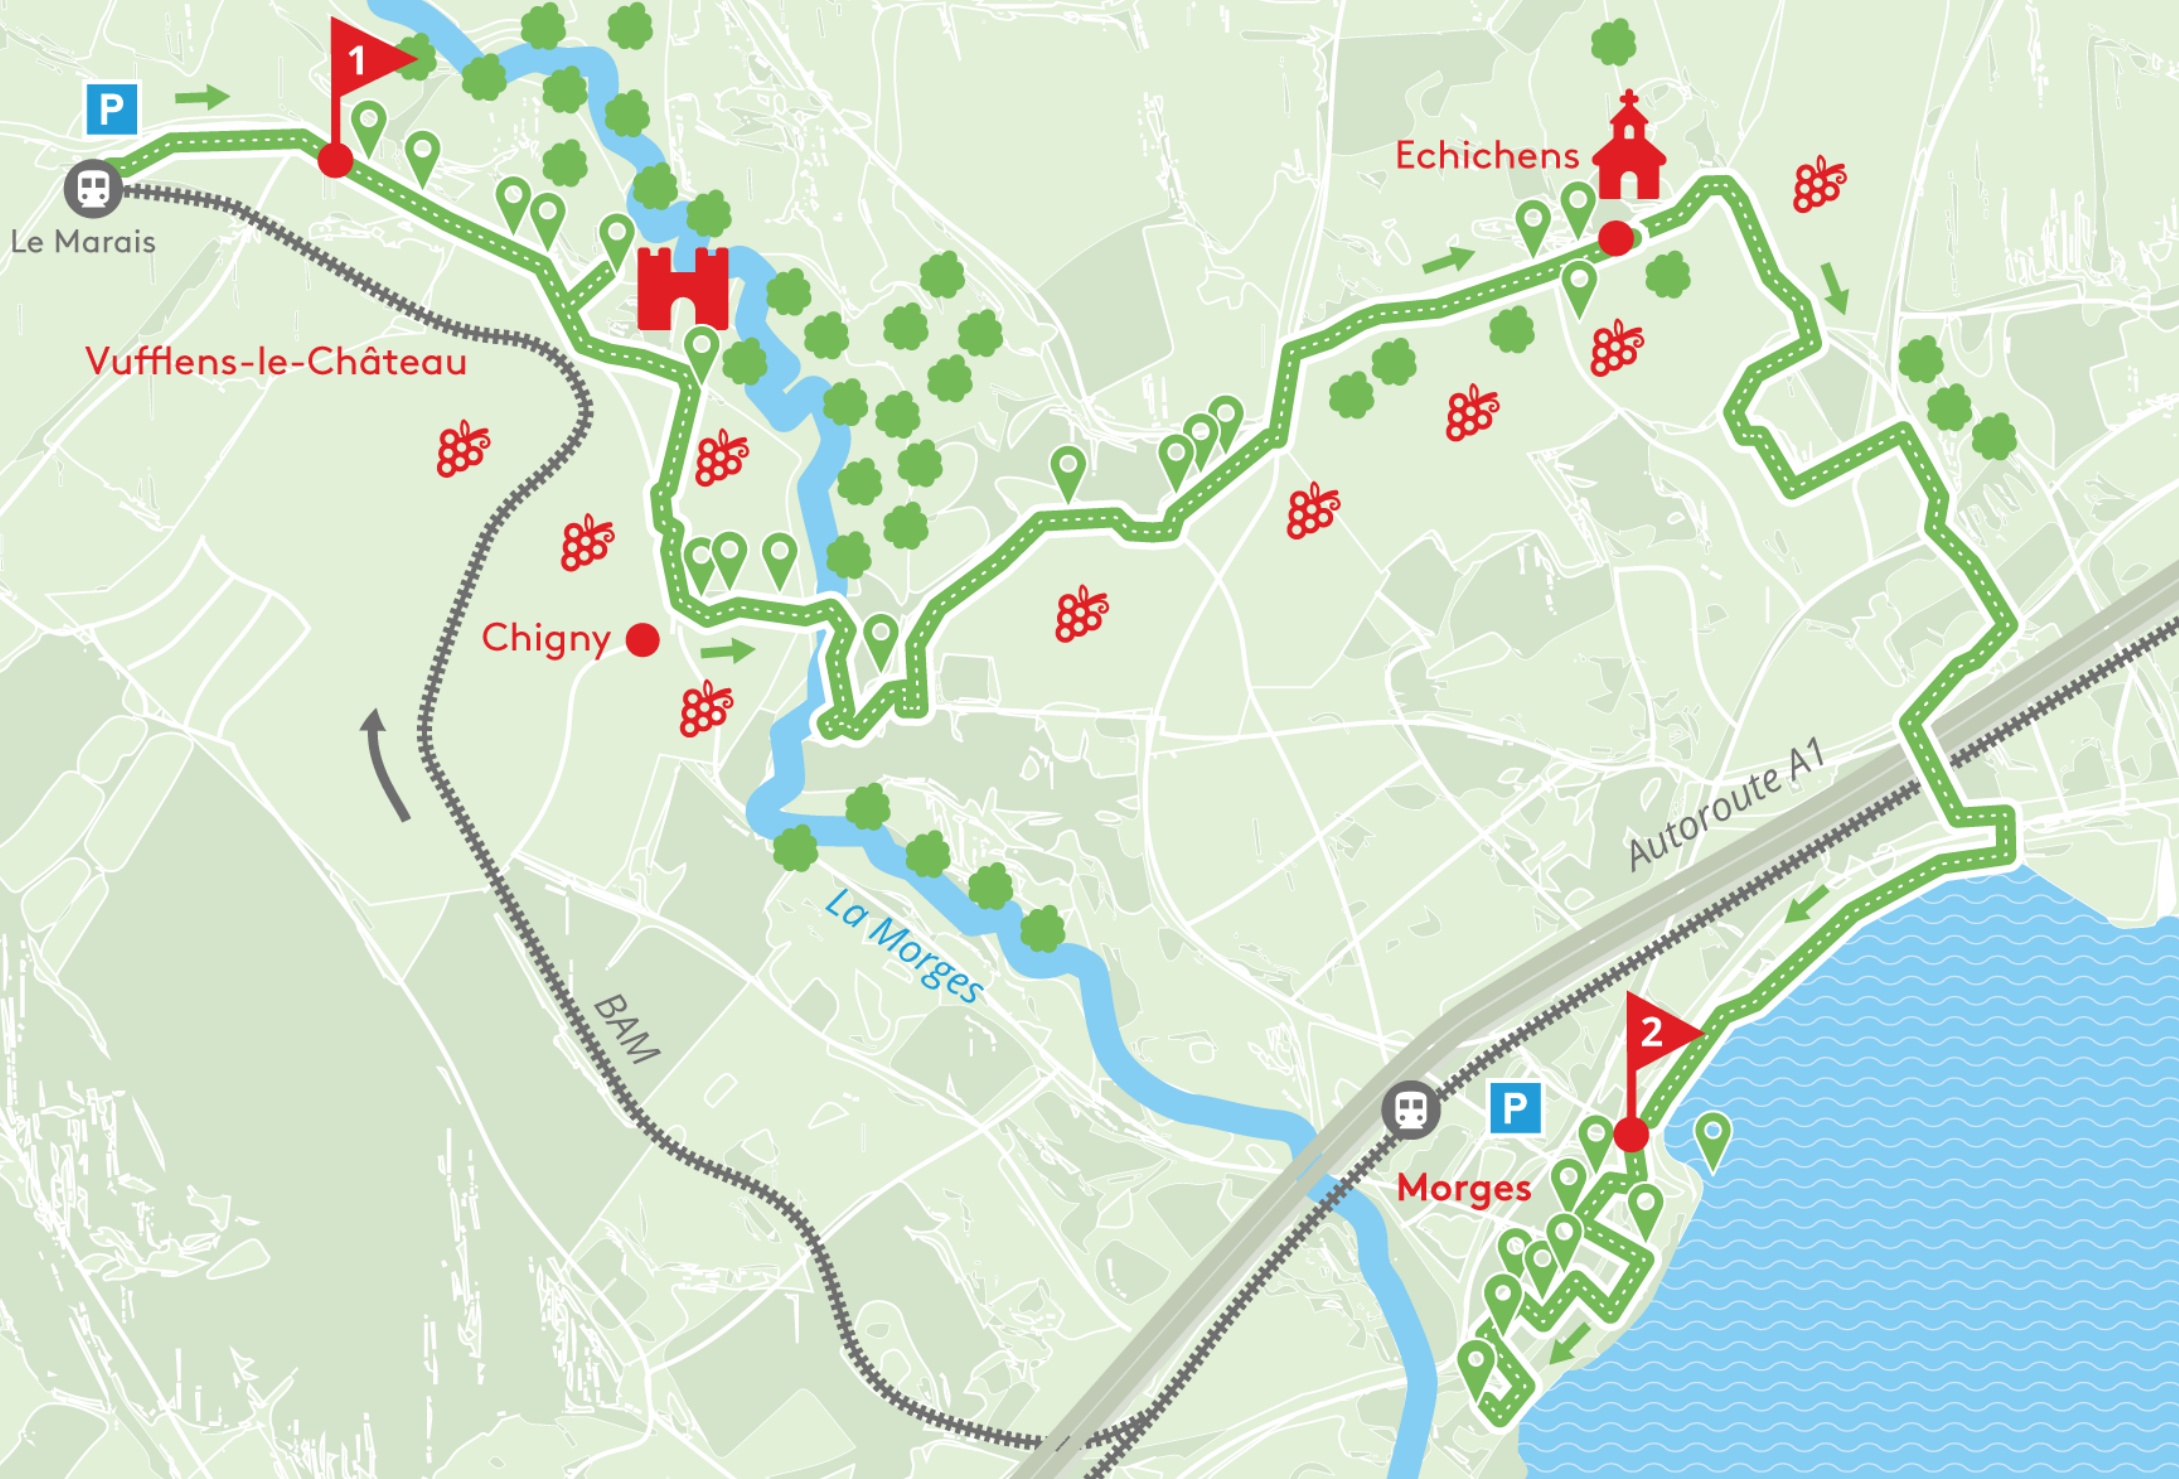 1
P
Echichens
Le Marais
Vufflens-le-Château
Chigny
Autoroute A1
La Morges
BAM
2
P
Morges